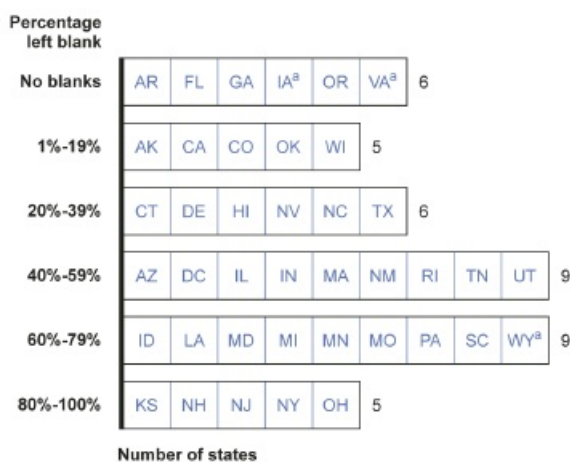 Percentage
left blank
No blanks AR FL GA IAᵃ OR VAᵃ 6
1%-19% AK CA CO OK WI 5
20%-39% CT DE HI NV NC TX 6
40%-59% AZ DC IL IN MA NM RI TN UT 9
60%-79% ID LA MD MI MN MO PA SC WYᵃ 9
80%-100% KS NH NJ NY OH 5
Number of states